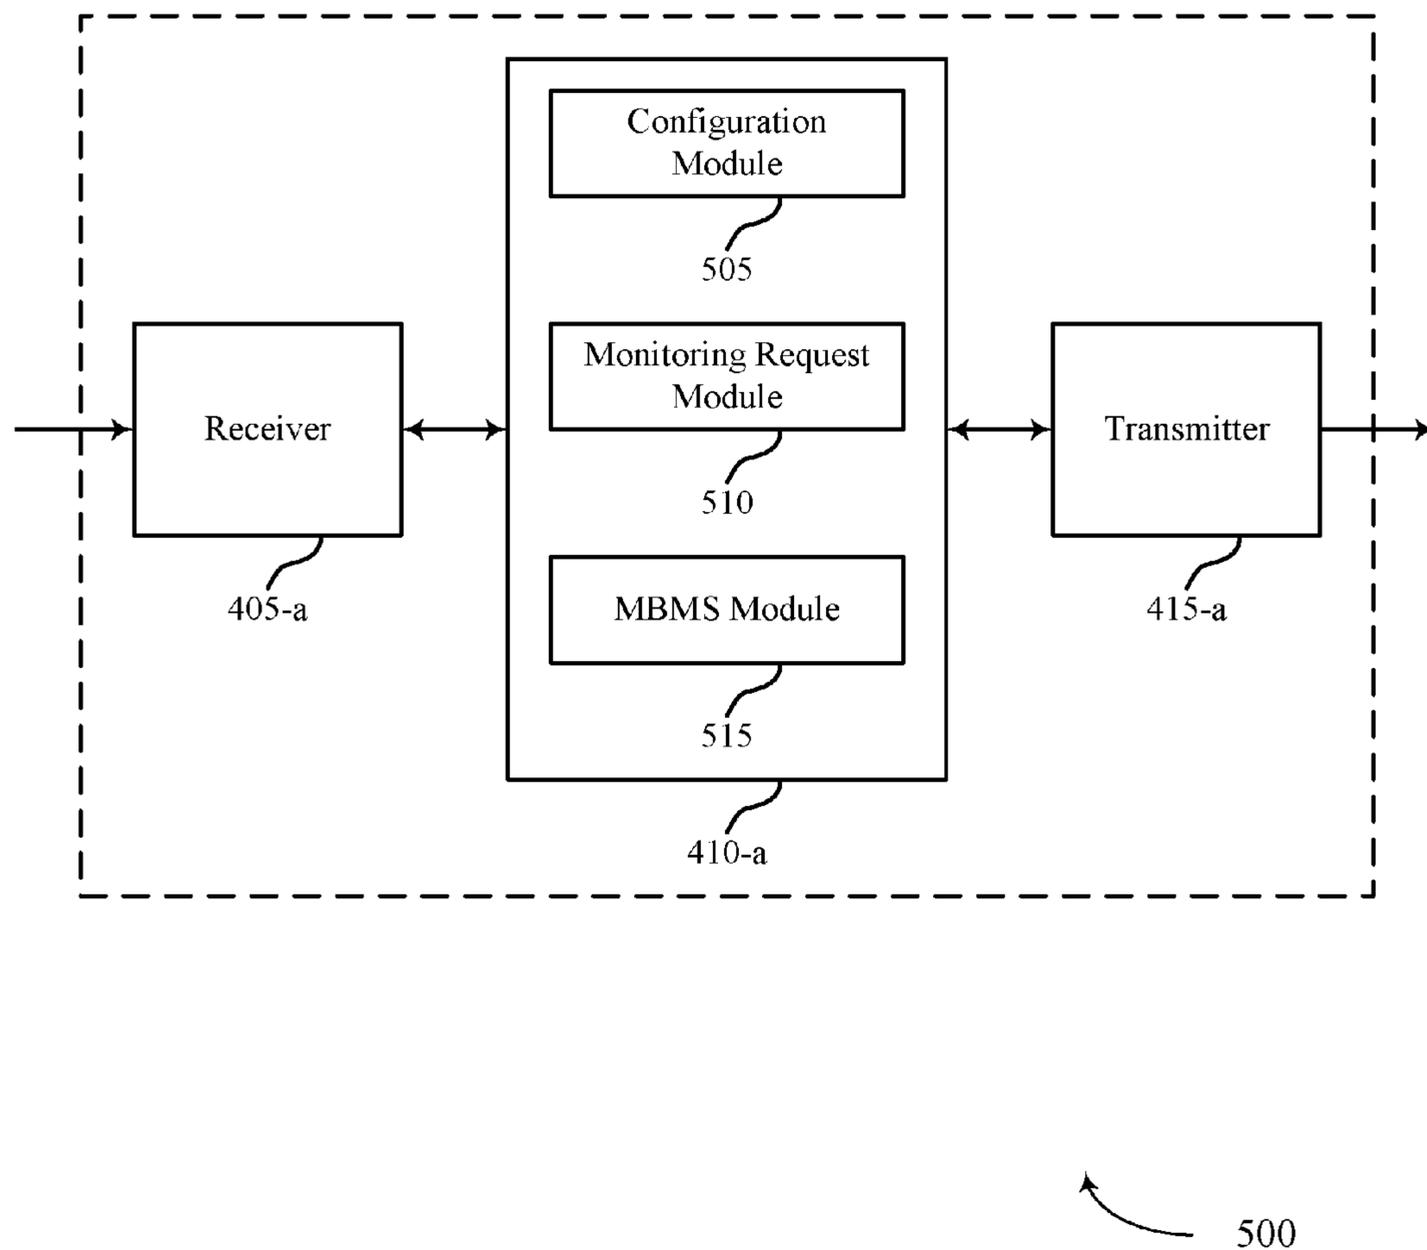 Configuration
Module
505
Monitoring Request
Module
510
MBMS Module
515
410-a
Receiver
405-a
Transmitter
415-a
500